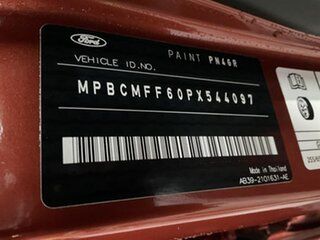 Ford
PAINT PN4GR
VEHICLE ID.NO.
MPBCMFF60PX544097
Made in Thailand
AB39-2101631-AE